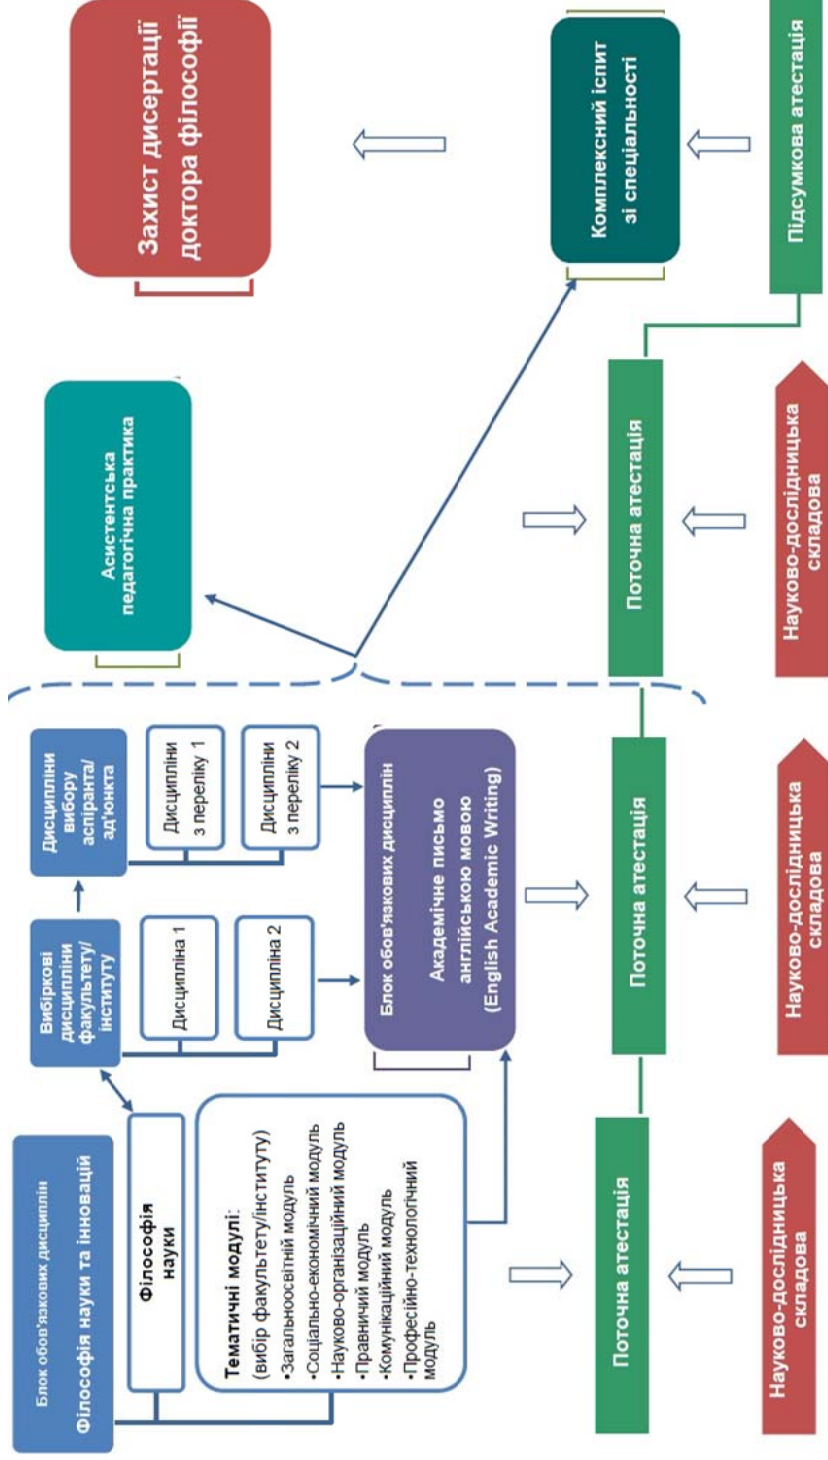 Блок обов'язкових дисциплін
Філософія науки та інновацій
Філософія
науки
Тематичні модулі:
(вибір факультету/інституту)
•Загальноосвітній модуль
•Соціально-економічний модуль
•Науково-організаційний модуль
•Правничий модуль
•Комунікаційний модуль
•Професійно-технологічний
модуль
Вибіркові
дисципліни
факультету/
інституту
Дисципліна 1
Дисципліна 2
Дисципліни
вибору
аспіранта/
ад'юнкта
Дисципліни
з переліку 1
Дисципліни
з переліку 2
Блок обов'язкових дисциплін
Академічне письмо
англійською мовою
(English Academic Writing)
Асистентська
педагогічна практика
Захист дисертації
доктора філософії
Комплексний іспит
зі спеціальності
Поточна атестація
Поточна атестація
Поточна атестація
Підсумкова атестація
Науково-дослідницька
складова
Науково-дослідницька
складова
Науково-дослідницька
складова